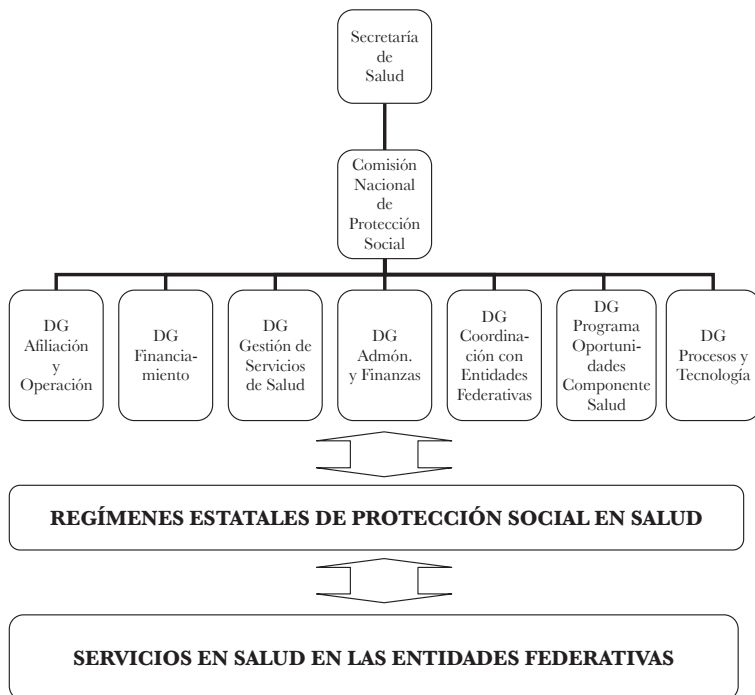 Secretaría
de
Salud
Comisión
Nacional
de
Protección
Social
DG
Afiliación
y
Operación
DG
Financia-
miento
DG
Gestión de
Servicios
de Salud
DG
Admón.
y Finanzas
DG
Coordina-
ción con
Entidades
Federativas
DG
Programa
Oportuni-
dades
Componente
Salud
DG
Procesos y
Tecnología
REGÍMENES ESTATALES DE PROTECCIÓN SOCIAL EN SALUD
SERVICIOS EN SALUD EN LAS ENTIDADES FEDERATIVAS